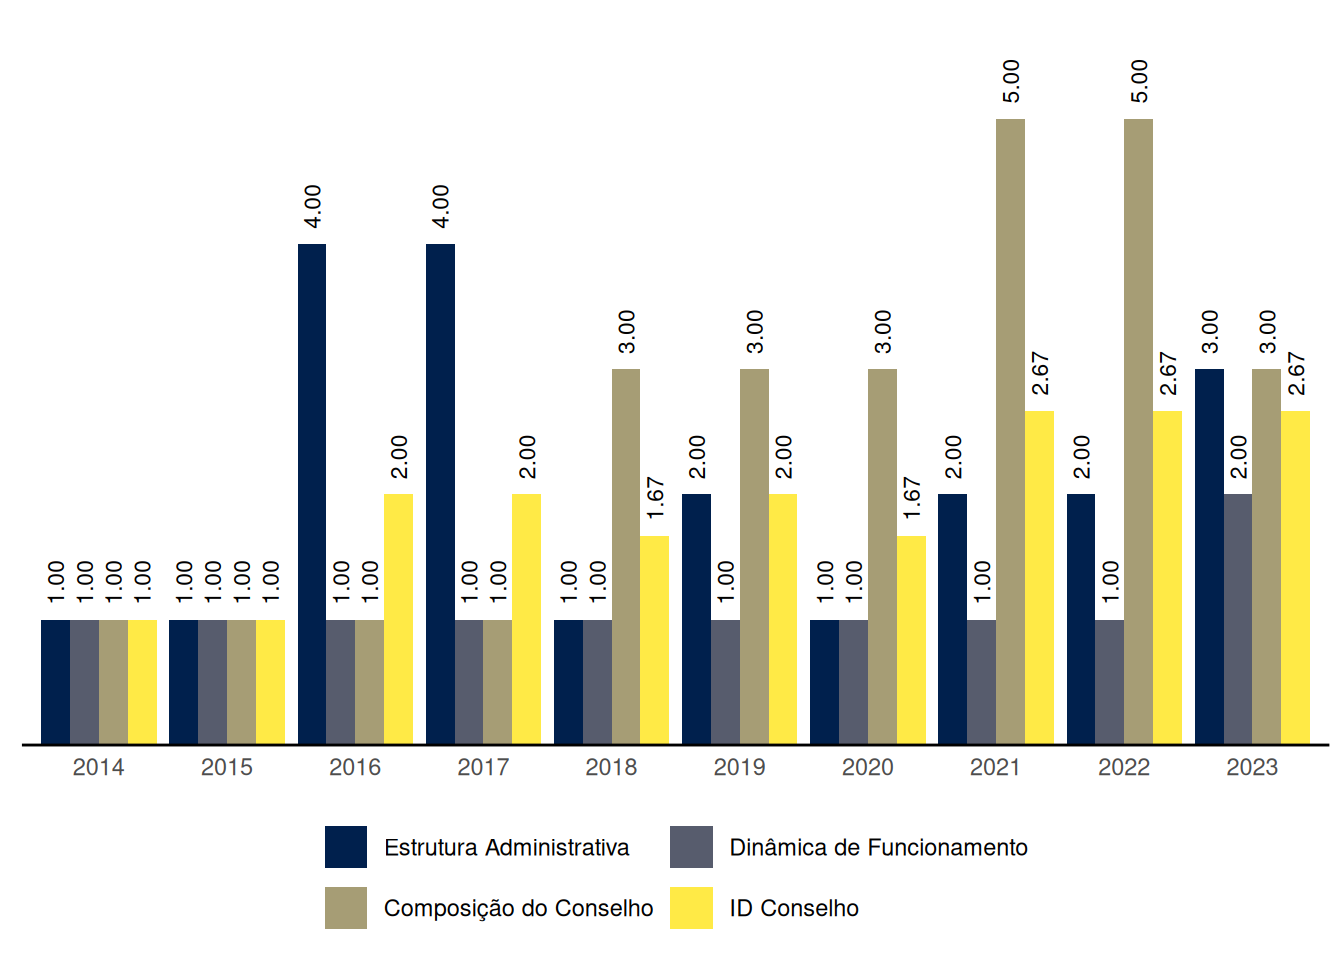 5.00 5.00
4.00 4.00
3.00 3.00 3.00 3.00 3.00
2.67 2.67 2.67
2.00 2.00 2.00 2.00 2.00 2.00 2.00
1.67 1.67
1.00 1.00 1.00 1.00 1.00 1.00 1.00 1.00 1.00 1.00 1.00 1.00 1.00 1.00 1.00 1.00 1.00 1.00 1.00
2014 2015 2016 2017 2018 2019 2020 2021 2022 2023
Estrutura Administrativa Dinâmica de Funcionamento
Composição do Conselho ID Conselho